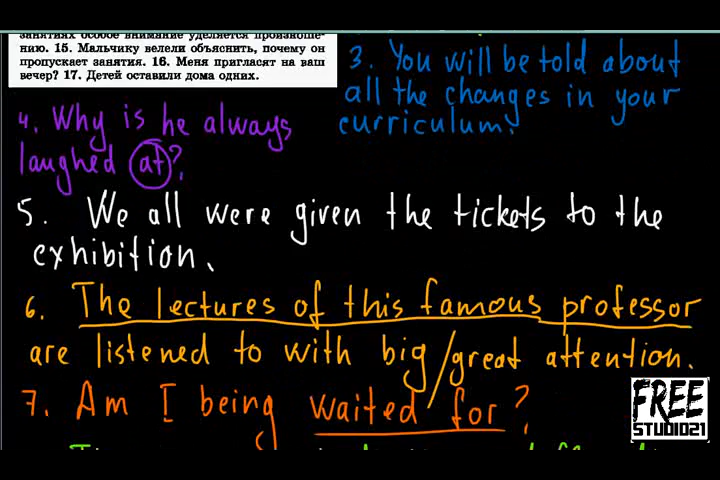 занятиях особое внимание уделяется произноше-
нию. 15. Мальчику велели объяснить, почему он
пропускает занятия. 16. Меня пригласят на ваш
вечер? 17. Детей оставили дома одних.
3. You will be told about
all the changes in your
curriculum.
4. Why is he always
laughed at?
5. We all were given the tickets to the
exhibition.
6. The lectures of this famous professor
are listened to with big/great attention.
7. Am I being waited for?
FREE
STUDIO21